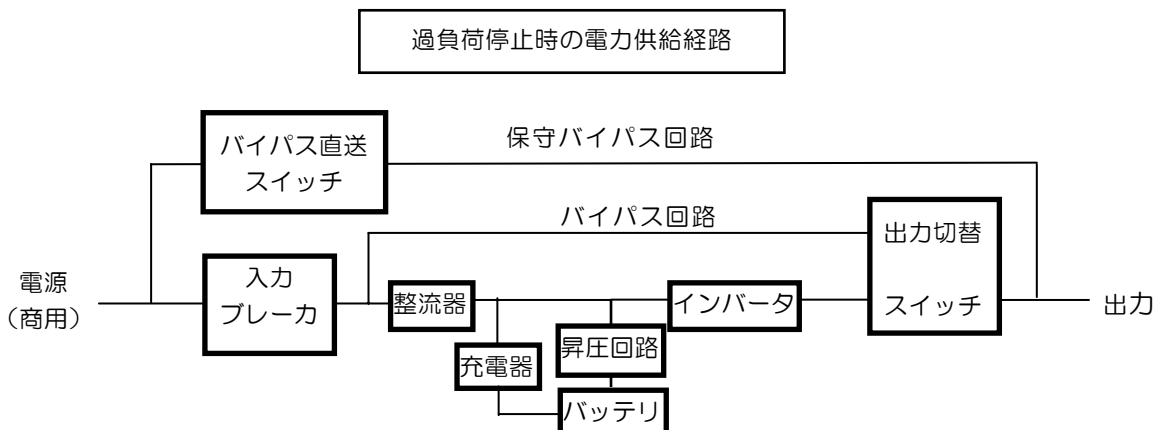 過負荷停止時の電力供給経路
バイパス直送
スイッチ
保守バイパス回路
バイパス回路
出力切替
スイッチ
電源
（商用）
入力
ブレーカ
整流器
インバータ
出力
充電器
昇圧回路
バッテリ